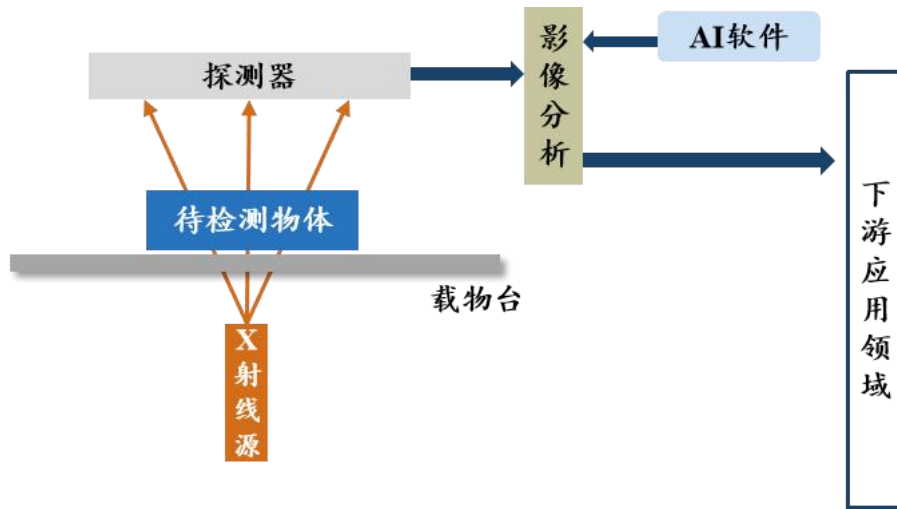 探测器
影像分析
AI软件
待检测物体
载物台
X射线源
下游应用领域